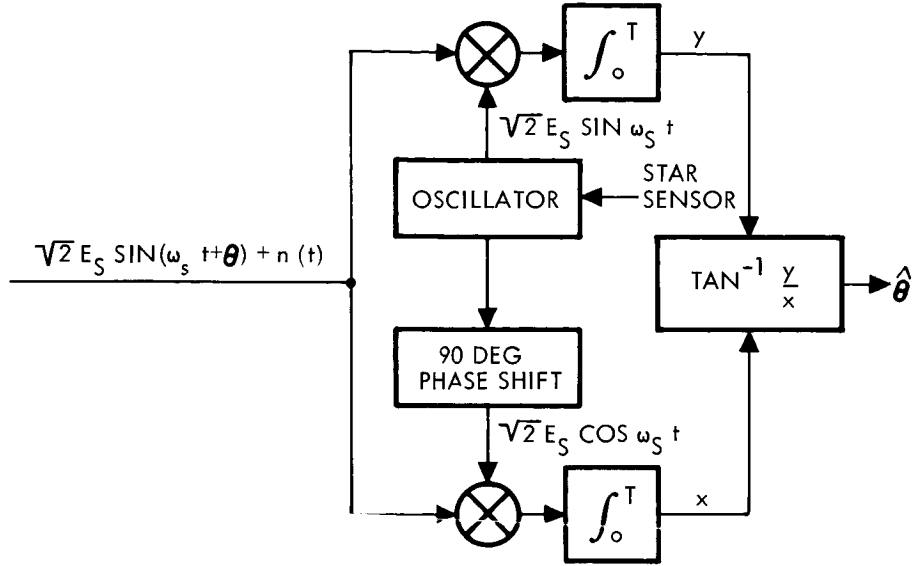 ∫₀ᵀ
y
√2 E_S SIN ω_S t
OSCILLATOR
STAR
SENSOR
√2 E_S SIN(ω_s t+θ) + n (t)
TAN⁻¹ y/x
θ̂
90 DEG
PHASE SHIFT
√2 E_S COS ω_S t
∫₀ᵀ
x